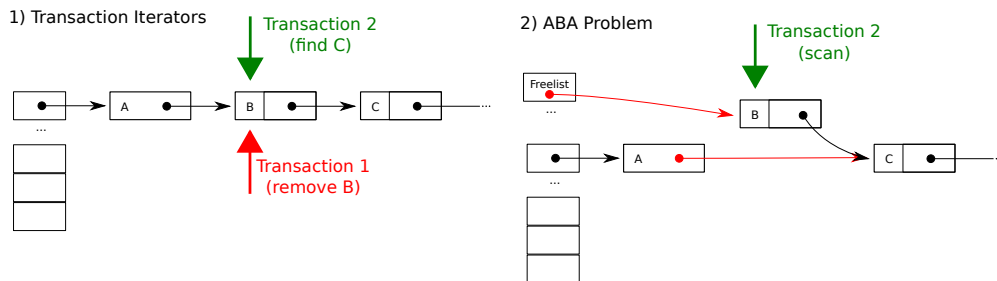 1) Transaction Iterators
Transaction 2
(find C)
A
B
C
...
...
Transaction 1
(remove B)
2) ABA Problem
Transaction 2
(scan)
Freelist
...
B
A
C
...